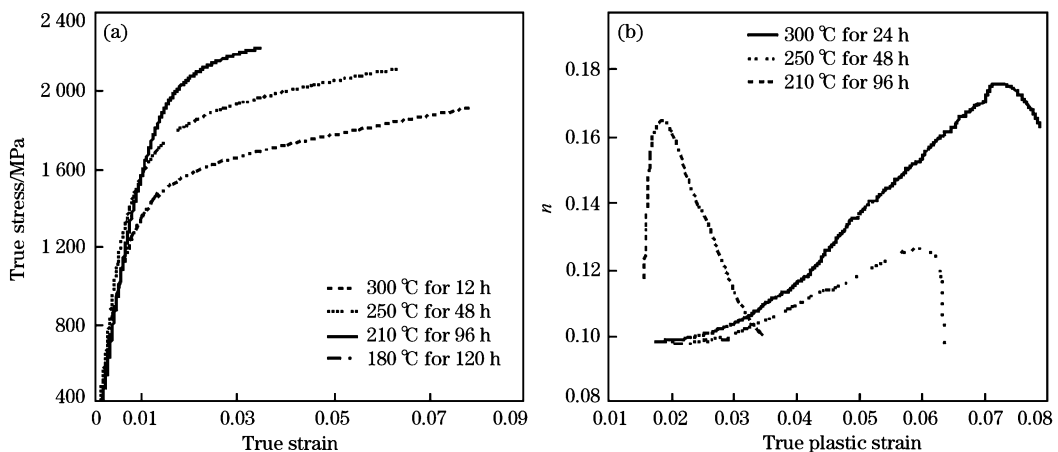 (a)
2 400
2 000
1 600
1 200
800
400
True stress/MPa
0
0.01
0.03
0.05
0.07
0.09
True strain
300 ℃ for 12 h
250 ℃ for 48 h
210 ℃ for 96 h
180 ℃ for 120 h
(b)
300 ℃ for 24 h
250 ℃ for 48 h
210 ℃ for 96 h
0.18
0.16
0.14
0.12
0.10
0.08
n
0.01
0.02
0.03
0.04
0.05
0.06
0.07
0.08
True plastic strain